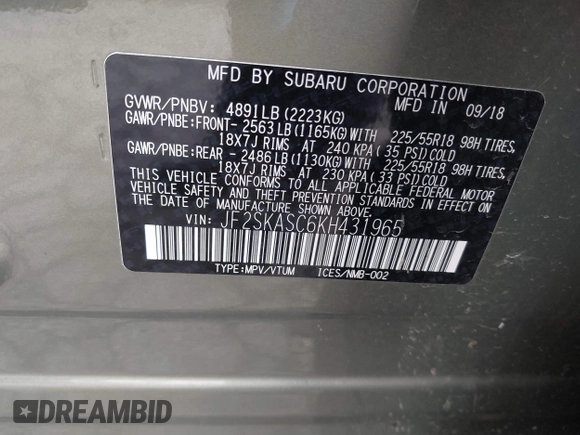 MFD BY SUBARU CORPORATION
GVWR/PNBV: 4891LB(2223KG) MFD IN 09/18
GAWR/PNBE:FRONT- 2563LB(1165KG)WITH 225/55R18 98H TIRES,
18X7J RIMS AT 240 KPA(35 PSI)COLD
GAWR/PNBE:REAR - 2486LB(1130KG)WITH 225/55R18 98H TIRES,
18X7J RIMS AT 230 KPA(33 PSI)COLD
THIS VEHICLE CONFORMS TO ALL APPLICABLE FEDERAL MOTOR
VEHICLE SAFETY AND THEFT PREVENTION STANDARDS IN EFFECT ON
THE DATE OF MANUFACTURE SHOWN ABOVE.
VIN: JF2SKASC6KH431965
TYPE:MPV/VTUM ICES/NMB-002
DREAMBID